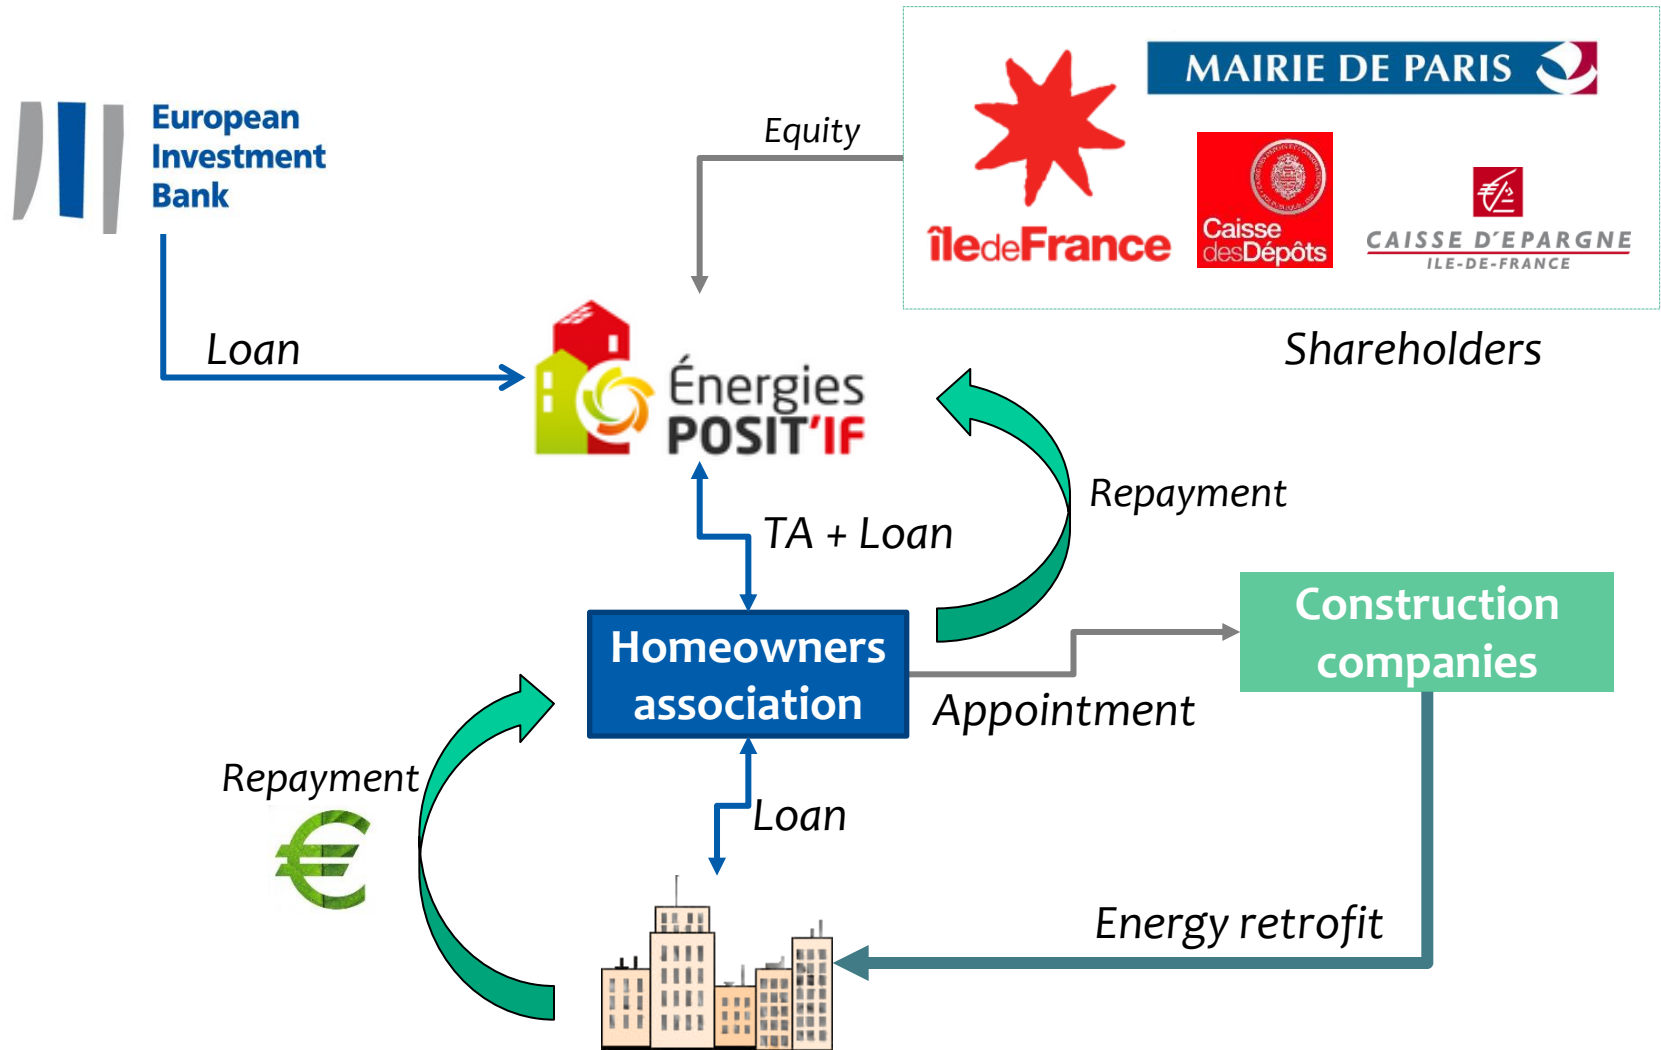 European
Investment
Bank
Equity
MAIRIE DE PARIS
îledeFrance
Caisse
desDépôts
CAISSE D'EPARGNE
ILE-DE-FRANCE
Loan
Shareholders
Énergies
POSIT'IF
Repayment
TA + Loan
Homeowners
association
Construction
companies
Appointment
Repayment
Loan
Energy retrofit